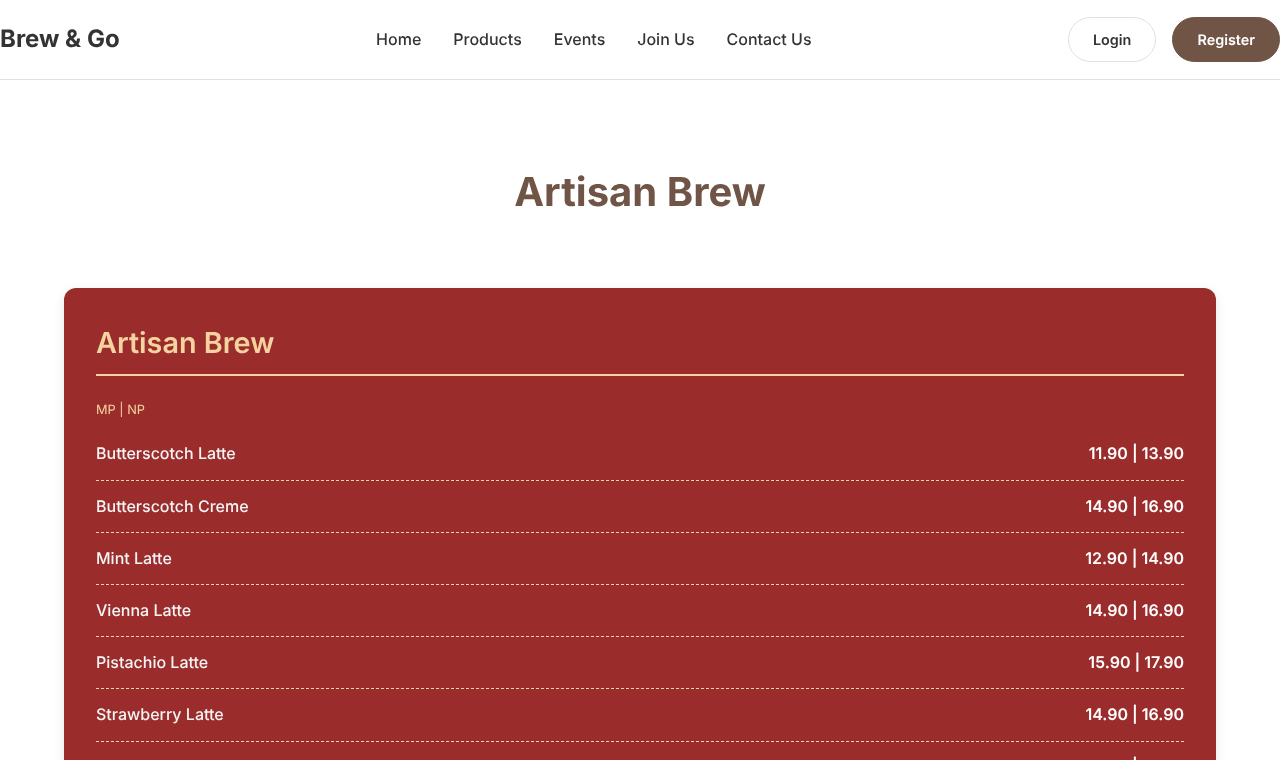 Brew & Go
Home Products Events Join Us Contact Us
Login Register
Artisan Brew
Artisan Brew
MP | NP
Butterscotch Latte 11.90 | 13.90
Butterscotch Creme 14.90 | 16.90
Mint Latte 12.90 | 14.90
Vienna Latte 14.90 | 16.90
Pistachio Latte 15.90 | 17.90
Strawberry Latte 14.90 | 16.90